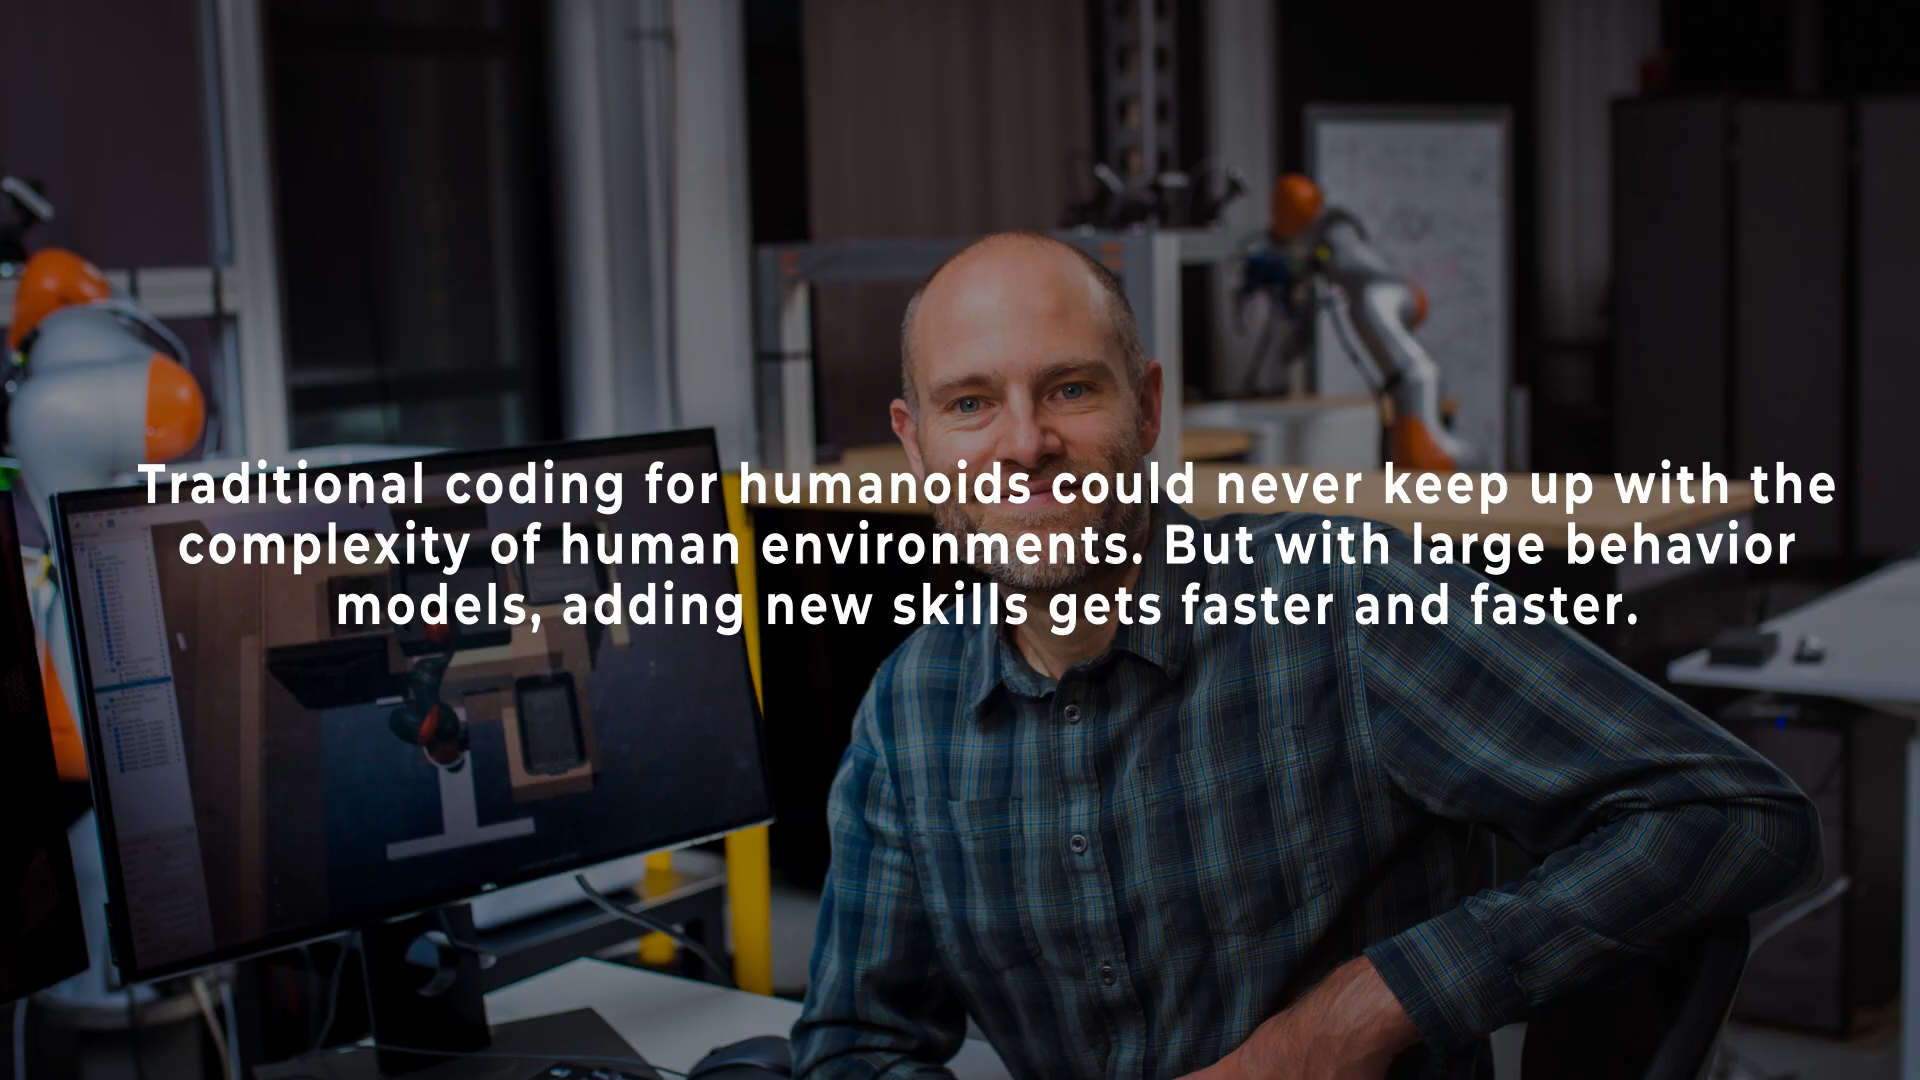 Traditional coding for humanoids could never keep up with the
complexity of human environments. But with large behavior
models, adding new skills gets faster and faster.